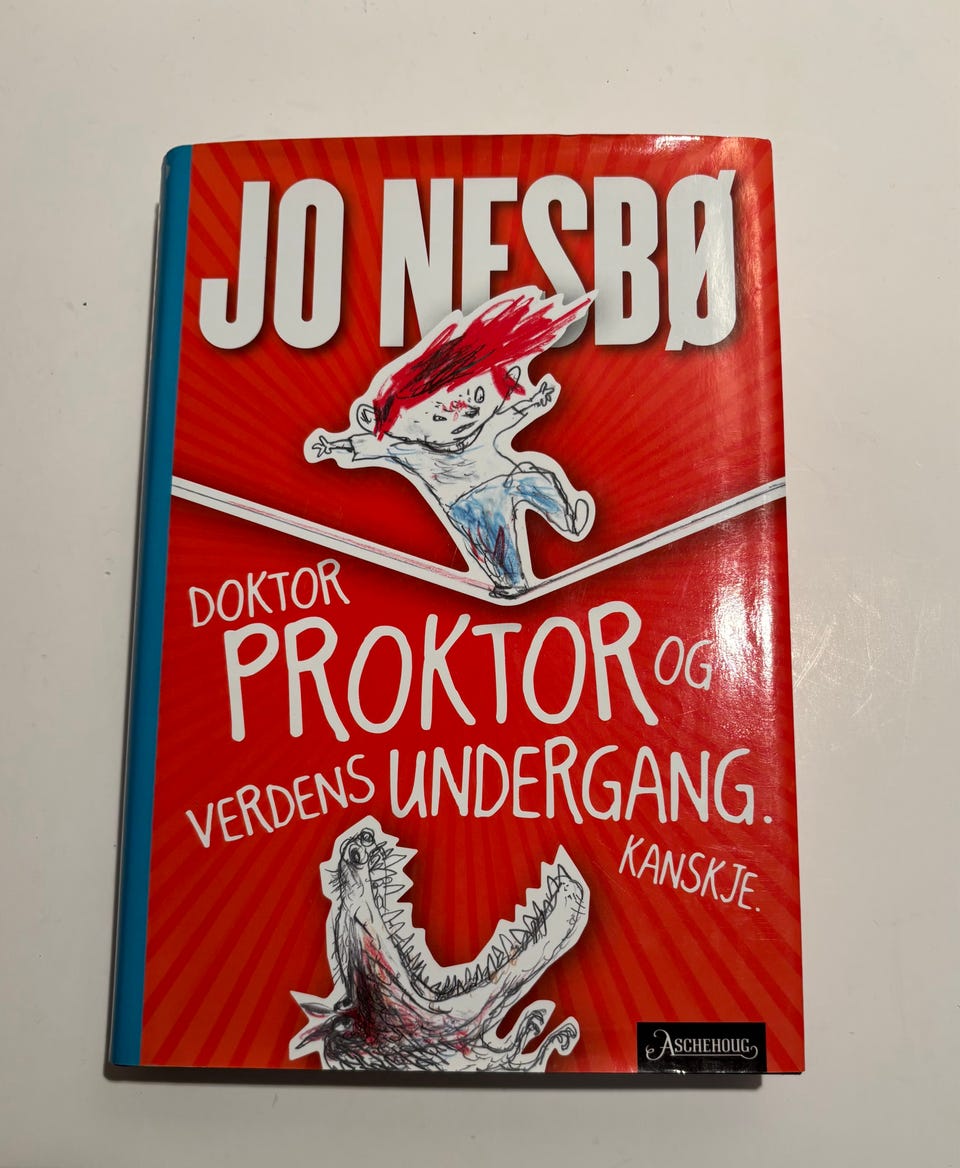 JO NESBØ
DOKTOR
PROKTOR OG
VERDENS UNDERGANG.
KANSKJE.
ASCHEHOUG